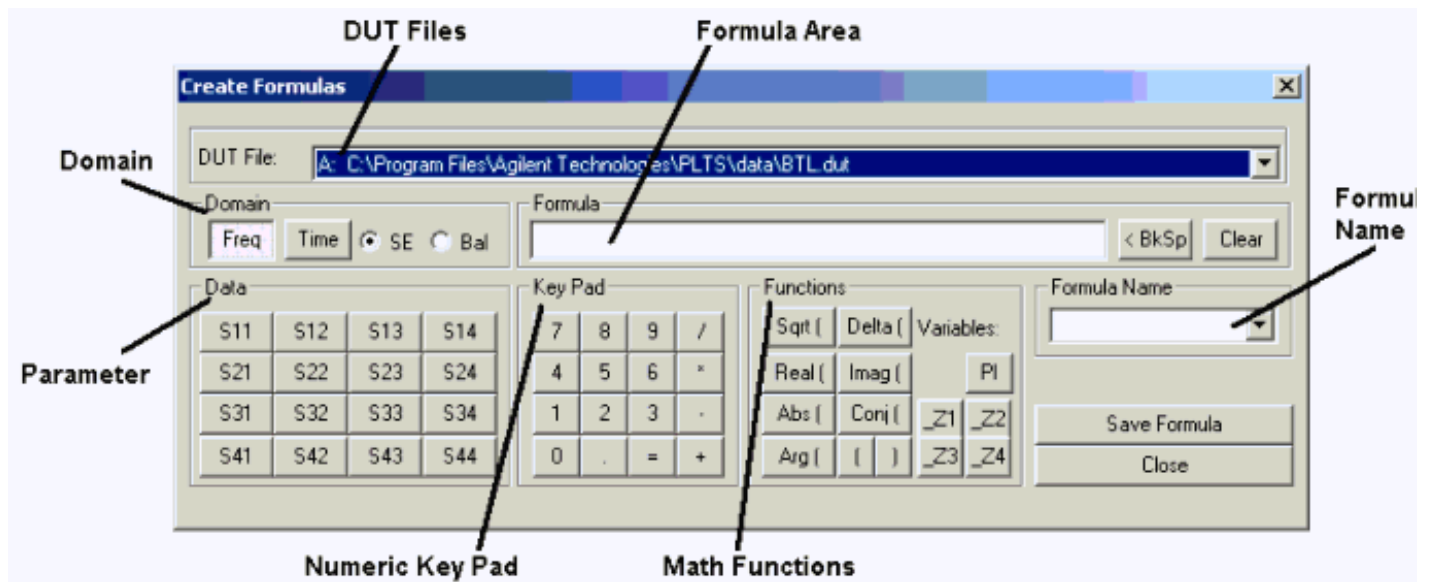 DUT Files
Formula Area
Create Formulas
Domain
DUT File: A: C:\Program Files\Agilent Technologies\PLTS\data\BTL.dut
Domain
Formula
Formul
Name
Freq Time SE Bal
< BkSp Clear
Data
Key Pad
Functions
Formula Name
S11 S12 S13 S14 7 8 9 / Sqrt ( Delta ( Variables:
Parameter
S21 S22 S23 S24 4 5 6 * Real ( Imag ( PI
S31 S32 S33 S34 1 2 3 - Abs ( Conj ( _Z1 _Z2 Save Formula
S41 S42 S43 S44 0 . = + Arg ( ( ) _Z3 _Z4 Close
Numeric Key Pad
Math Functions